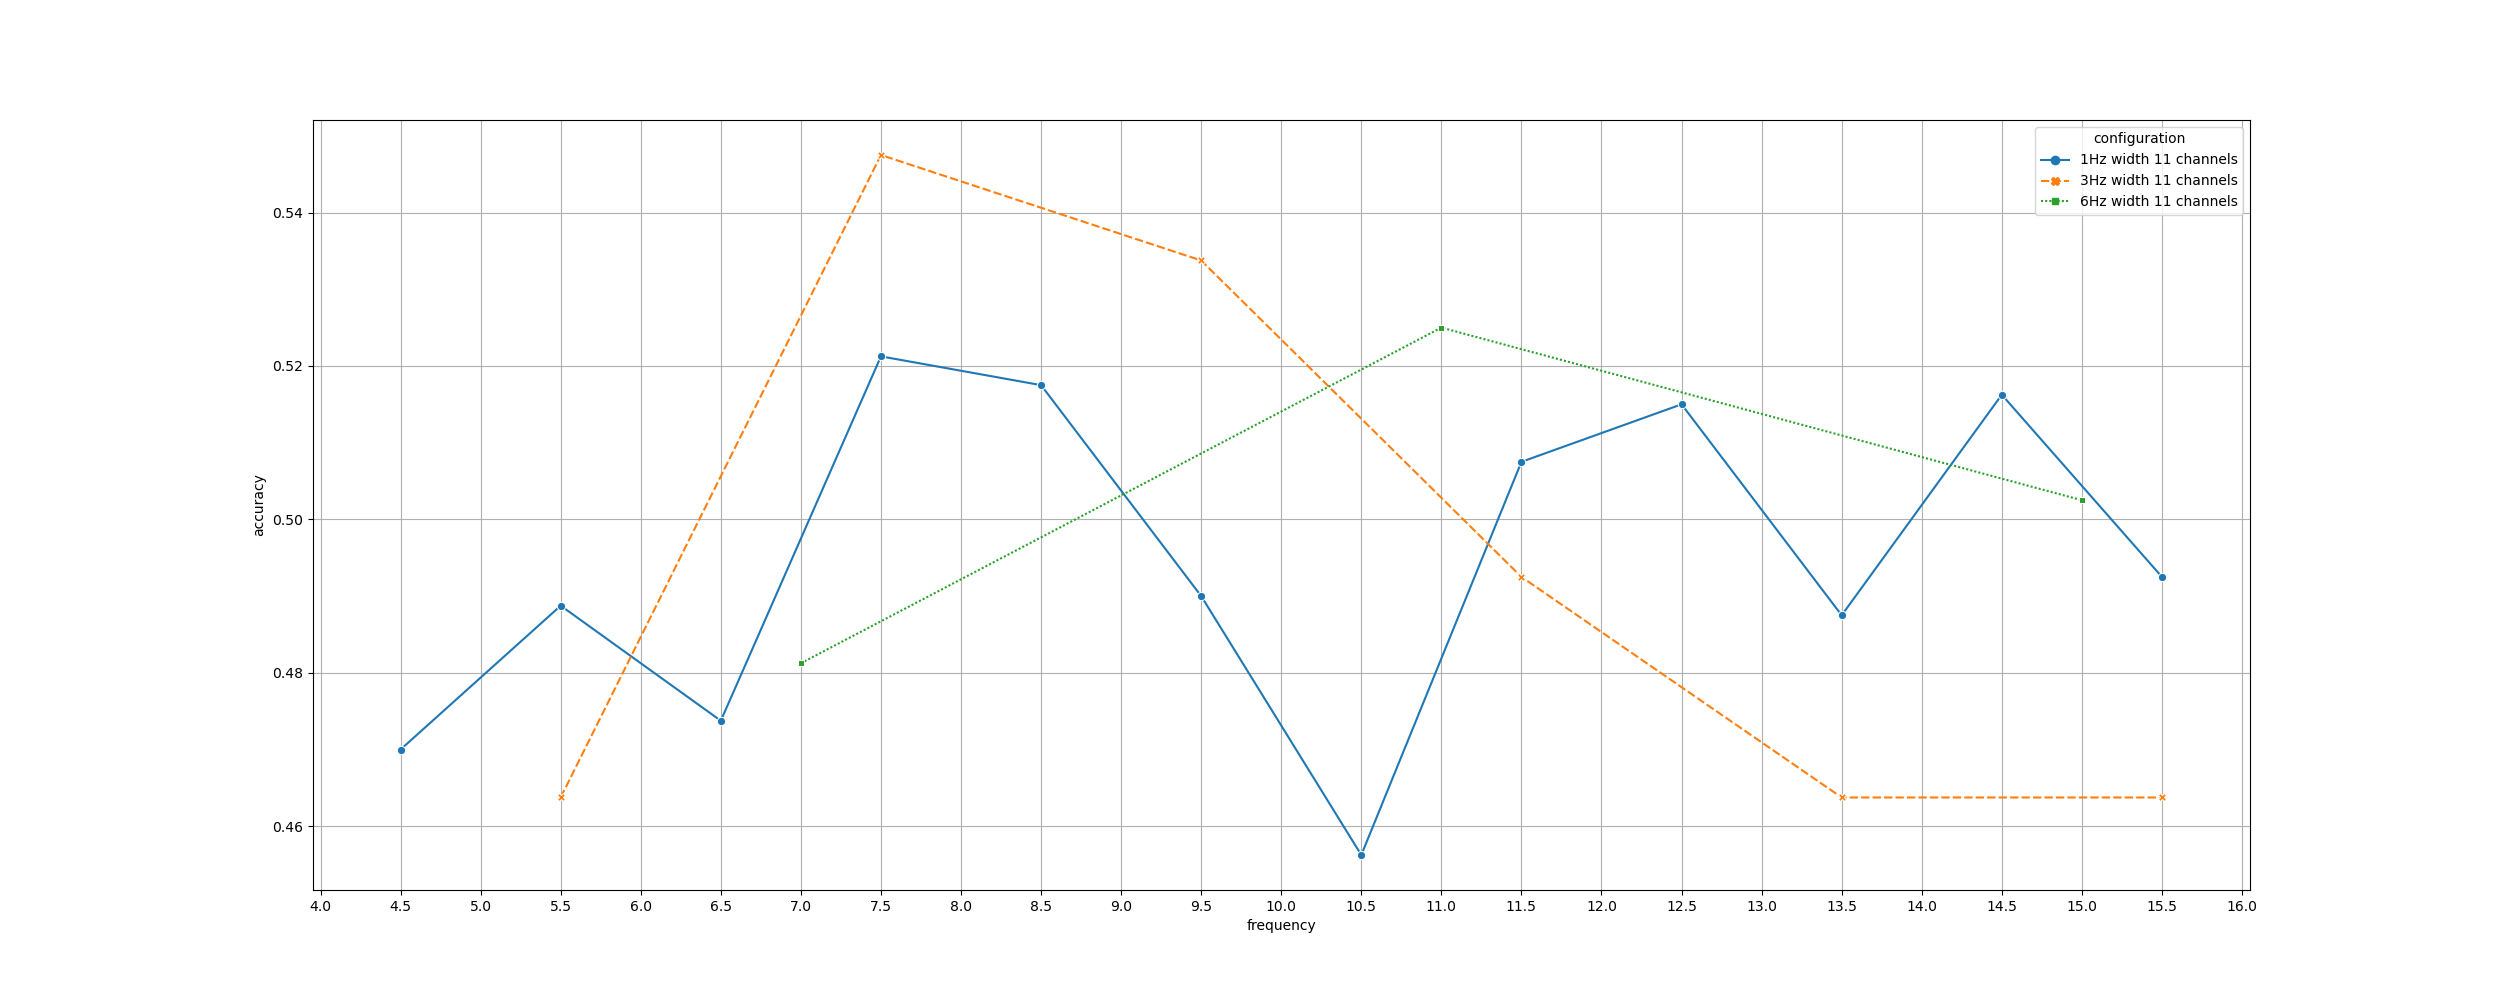 configuration
1Hz width 11 channels
3Hz width 11 channels
6Hz width 11 channels
0.54
0.52
0.50
0.48
0.46
accuracy
4.0 4.5 5.0 5.5 6.0 6.5 7.0 7.5 8.0 8.5 9.0 9.5 10.0 10.5 11.0 11.5 12.0 12.5 13.0 13.5 14.0 14.5 15.0 15.5 16.0
frequency